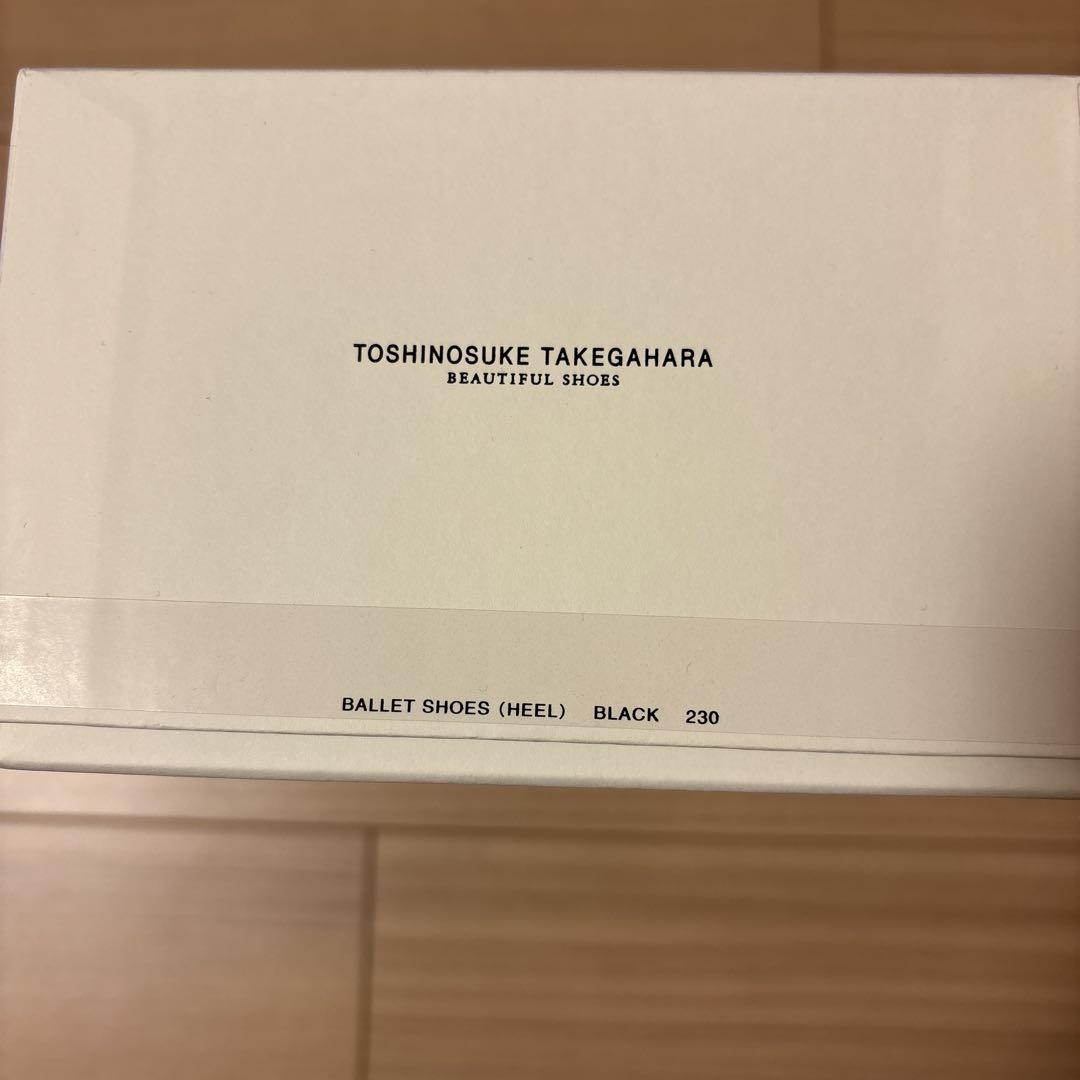 TOSHINOSUKE TAKEGAHARA
BEAUTIFUL SHOES
BALLET SHOES (HEEL) BLACK 230